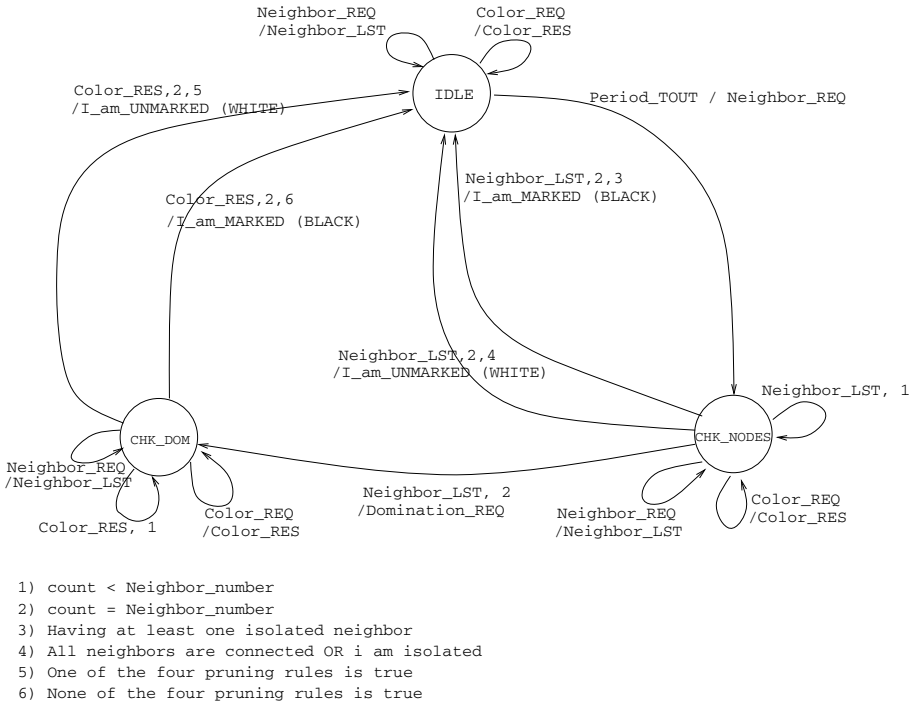 Neighbor_REQ
/Neighbor_LST
Color_REQ
/Color_RES
IDLE
Color_RES,2,5
/I_am_UNMARKED (WHITE)
Period_TOUT / Neighbor_REQ
Color_RES,2,6
/I_am_MARKED (BLACK)
Neighbor_LST,2,3
/I_am_MARKED (BLACK)
Neighbor_LST,2,4
/I_am_UNMARKED (WHITE)
Neighbor_LST, 1
CHK_DOM
CHK_NODES
Neighbor_REQ
/Neighbor_LST
Color_RES, 1
Color_REQ
/Color_RES
Neighbor_LST, 2
/Domination_REQ
Neighbor_REQ
/Neighbor_LST
Color_REQ
/Color_RES
1) count < Neighbor_number
2) count = Neighbor_number
3) Having at least one isolated neighbor
4) All neighbors are connected OR i am isolated
5) One of the four pruning rules is true
6) None of the four pruning rules is true